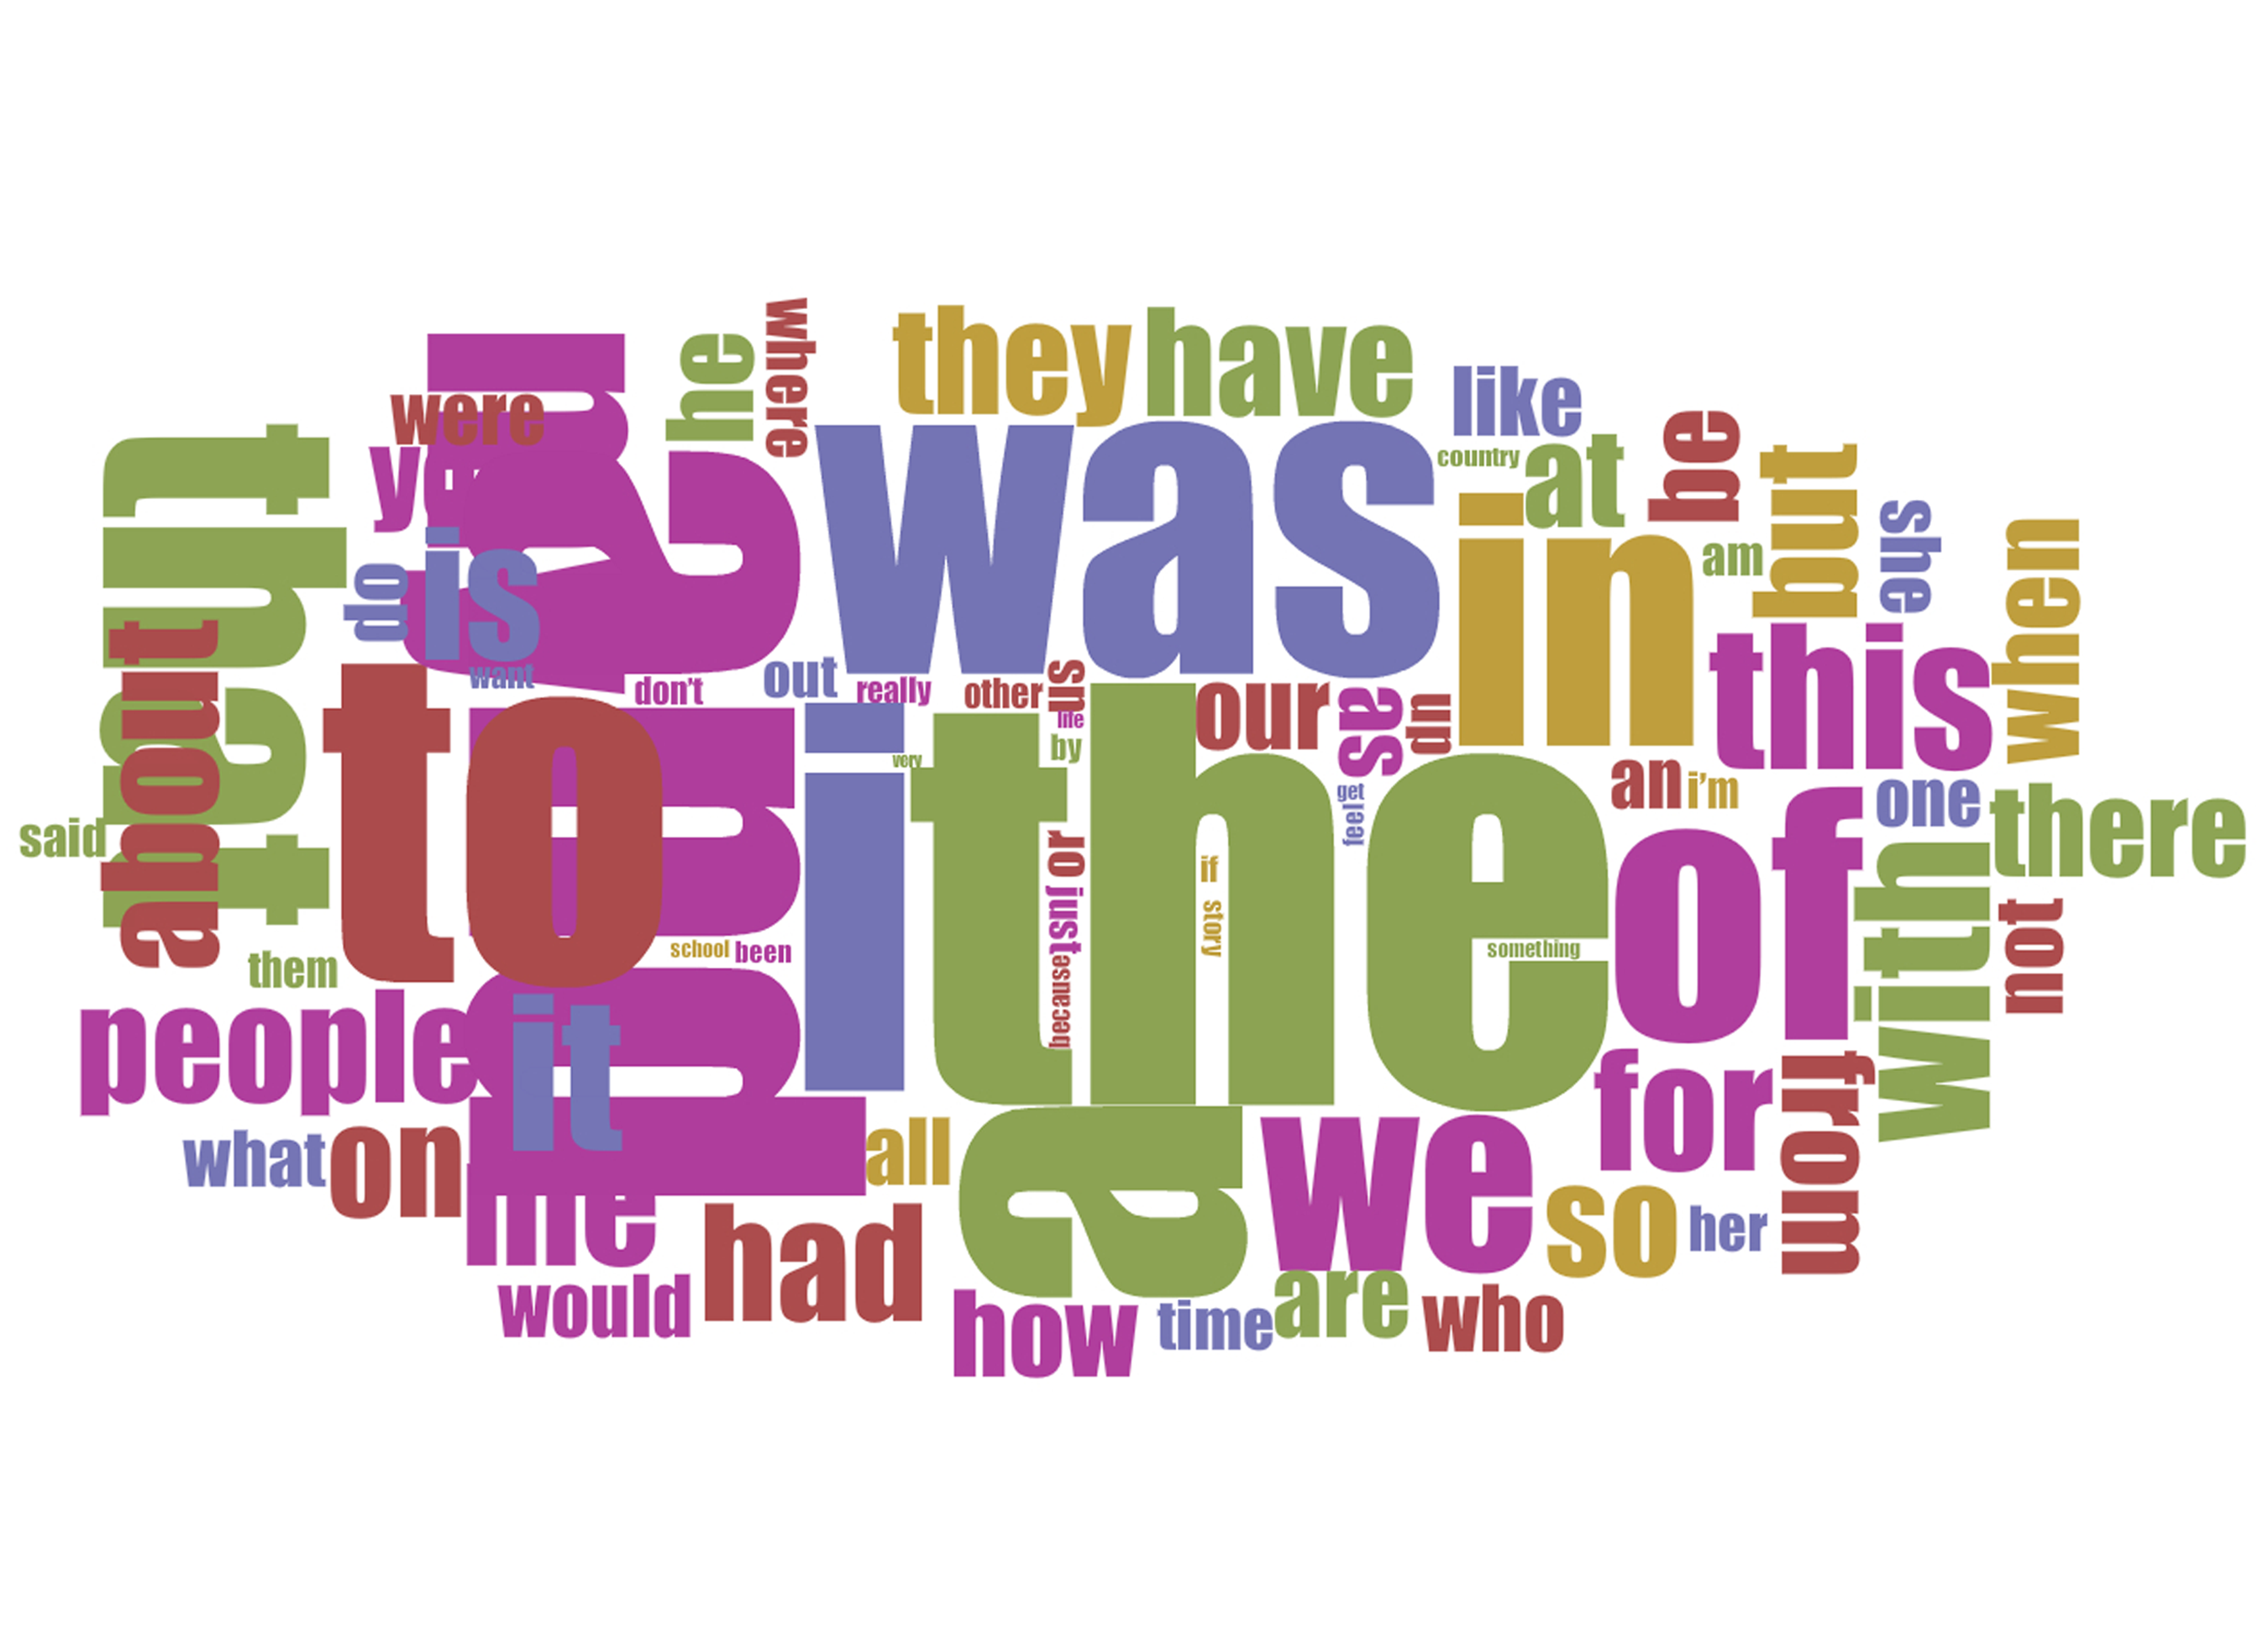 where
they
have
he
like
were
be
country
at
but
she
was
when
that
in
am
do
is
this
want
out
don't
really
other
us
our
as
up
life
by
to
and
i
the
very
an
i'm
of
one
there
get
feel
about
said
or
if
just
story
with
not
school
been
something
because
them
people
it
for
from
what
on
all
a
we
me
had
so
her
would
how
time
are
who